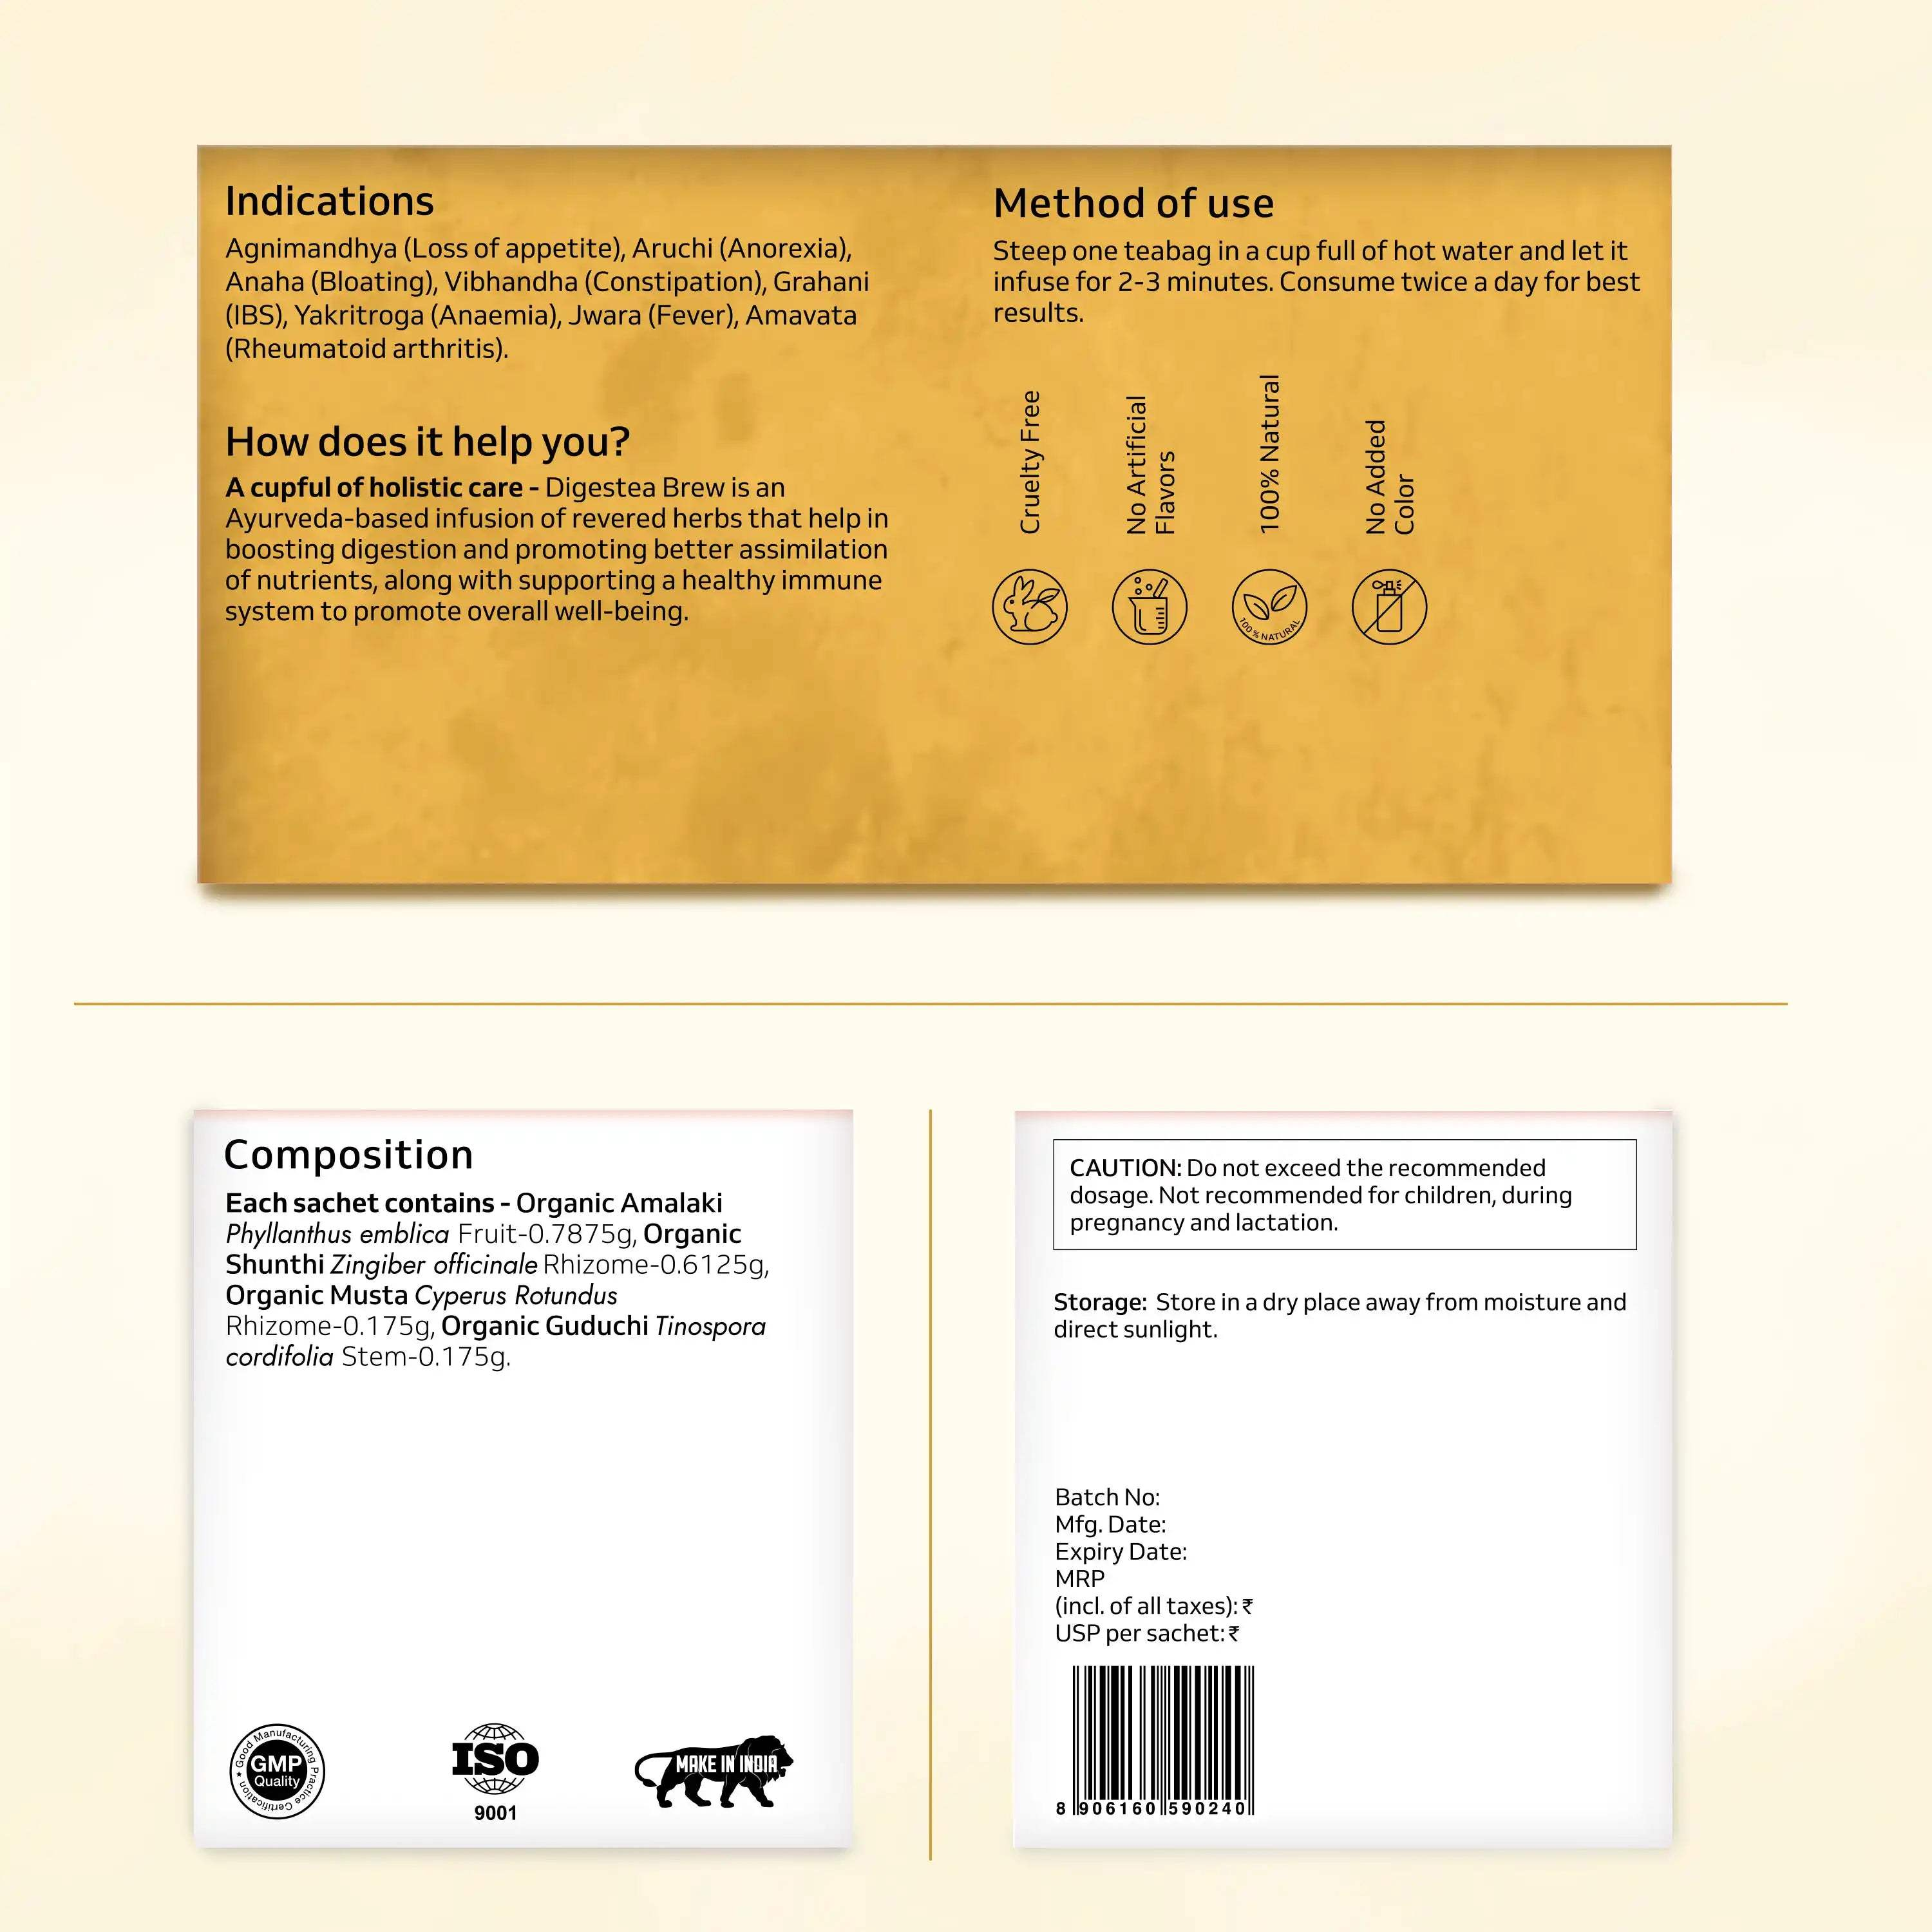 Indications
Agnimandhya (Loss of appetite), Aruchi (Anorexia),
Anaha (Bloating), Vibhandha (Constipation), Grahani
(IBS), Yakritroga (Anaemia), Jwara (Fever), Amavata
(Rheumatoid arthritis).
How does it help you?
A cupful of holistic care - Digestea Brew is an
Ayurveda-based infusion of revered herbs that help in
boosting digestion and promoting better assimilation
of nutrients, along with supporting a healthy immune
system to promote overall well-being.
Method of use
Steep one teabag in a cup full of hot water and let it
infuse for 2-3 minutes. Consume twice a day for best
results.
Cruelty Free
No Artificial
Flavors
100% Natural
No Added
Color
100% NATURAL
Composition
Each sachet contains - Organic Amalaki
Phyllanthus emblica Fruit-0.7875g, Organic
Shunthi Zingiber officinale Rhizome-0.6125g,
Organic Musta Cyperus Rotundus
Rhizome-0.175g, Organic Guduchi Tinospora
cordifolia Stem-0.175g.
Good Manufacturing Practice Certification
GMP
Quality
ISO
9001
MAKE IN INDIA
CAUTION: Do not exceed the recommended
dosage. Not recommended for children, during
pregnancy and lactation.
Storage: Store in a dry place away from moisture and
direct sunlight.
Batch No:
Mfg. Date:
Expiry Date:
MRP
(incl. of all taxes): ₹
USP per sachet: ₹
8 906160 590240